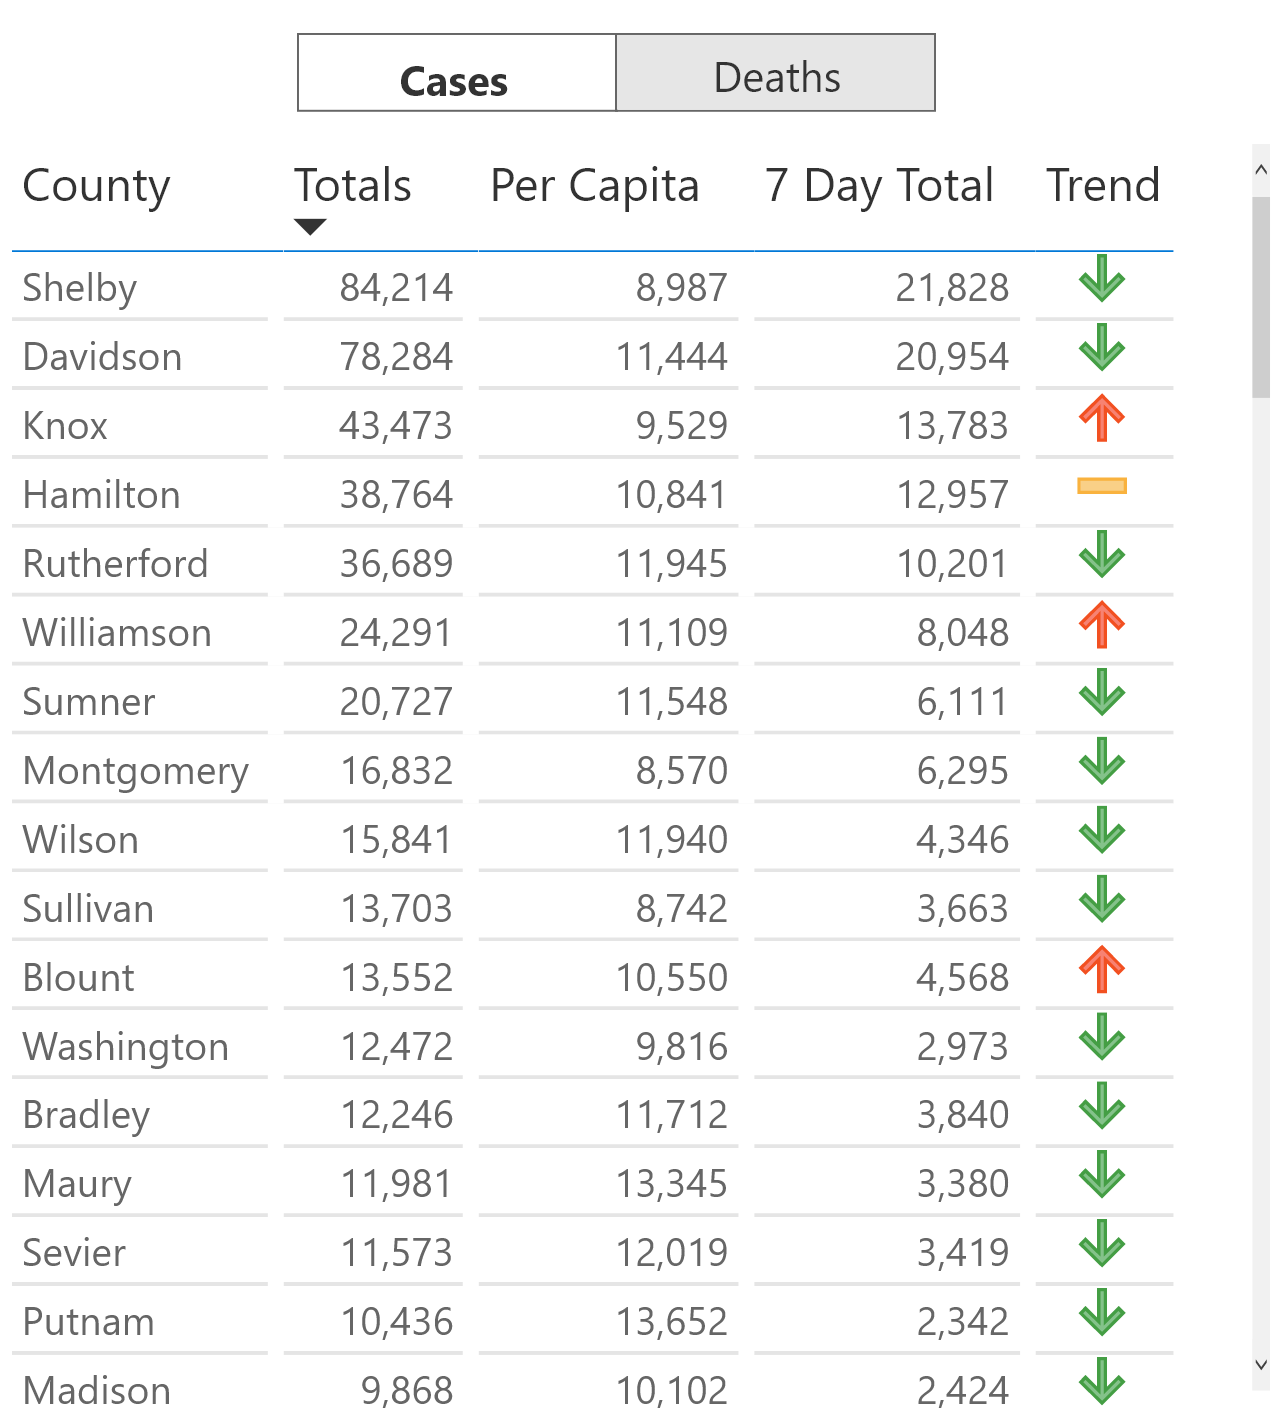 Cases Deaths
County Totals Per Capita 7 Day Total Trend
Shelby 84,214 8,987 21,828
Davidson 78,284 11,444 20,954
Knox 43,473 9,529 13,783
Hamilton 38,764 10,841 12,957
Rutherford 36,689 11,945 10,201
Williamson 24,291 11,109 8,048
Sumner 20,727 11,548 6,111
Montgomery 16,832 8,570 6,295
Wilson 15,841 11,940 4,346
Sullivan 13,703 8,742 3,663
Blount 13,552 10,550 4,568
Washington 12,472 9,816 2,973
Bradley 12,246 11,712 3,840
Maury 11,981 13,345 3,380
Sevier 11,573 12,019 3,419
Putnam 10,436 13,652 2,342
Madison 9,868 10,102 2,424